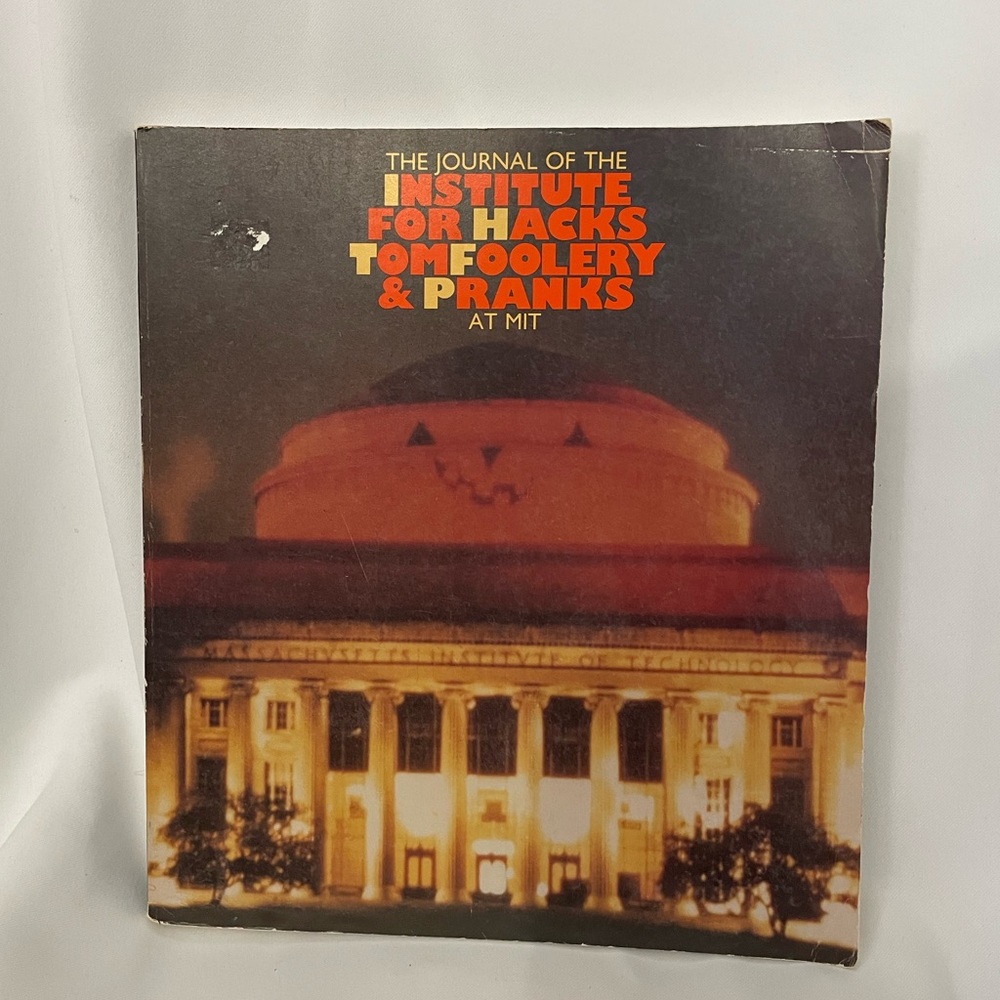 THE JOURNAL OF THE
INSTITUTE
FOR HACKS
TOMFOOLERY
& PRANKS
AT MIT
MASSACHVSETTS INSTITVTE OF TECHNOLOGY